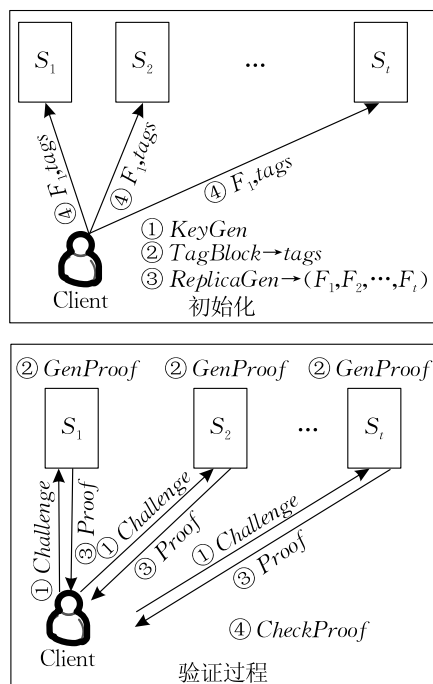 S₁
S₂
...
Sₜ
④ F₁,tags
④ F₁,tags
④ F₁,tags
① KeyGen
② TagBlock→tags
③ ReplicaGen→(F₁,F₂,…,Fₜ)
Client
初始化
② GenProof
② GenProof
② GenProof
S₁
S₂
...
Sₜ
① Challenge
③ Proof
① Challenge
③ Proof
① Challenge
③ Proof
④ CheckProof
Client
验证过程